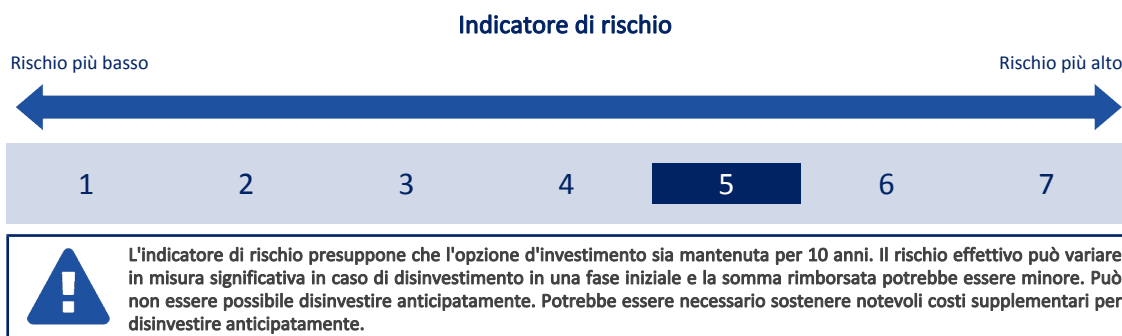 Indicatore di rischio
Rischio più basso
Rischio più alto
1 2 3 4 5 6 7
L'indicatore di rischio presuppone che l'opzione d'investimento sia mantenuta per 10 anni. Il rischio effettivo può variare
in misura significativa in caso di disinvestimento in una fase iniziale e la somma rimborsata potrebbe essere minore. Può
non essere possibile disinvestire anticipatamente. Potrebbe essere necessario sostenere notevoli costi supplementari per
disinvestire anticipatamente.